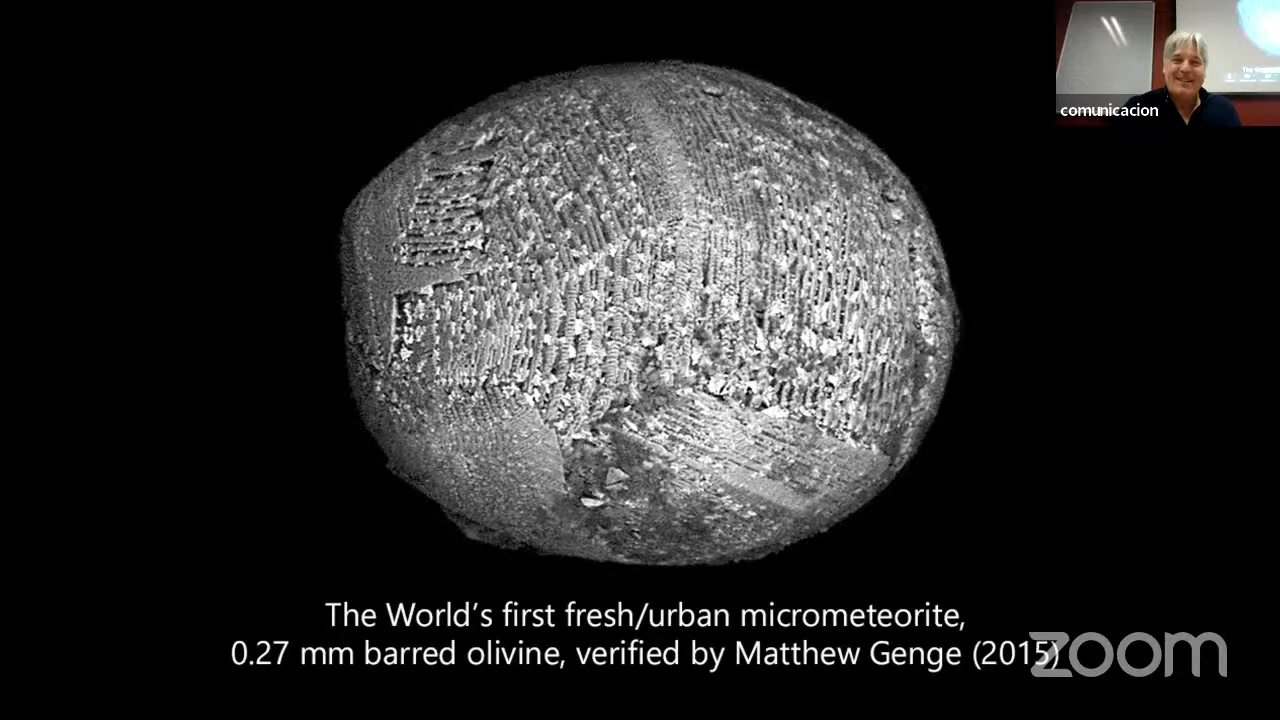 comunicacion
The World's first fresh/urban micrometeorite,
0.27 mm barred olivine, verified by Matthew Genge (2015)
zoom